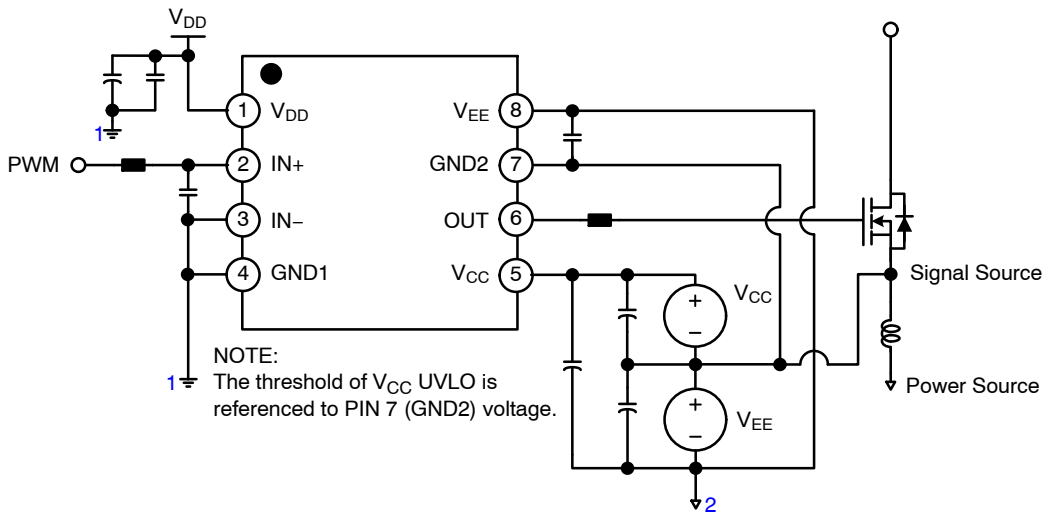 VDD
1
PWM
1 VDD
2 IN+
3 IN−
4 GND1
VEE 8
GND2 7
OUT 6
VCC 5
+
−
VCC
+
−
VEE
Signal Source
Power Source
1
2
NOTE:
The threshold of VCC UVLO is
referenced to PIN 7 (GND2) voltage.